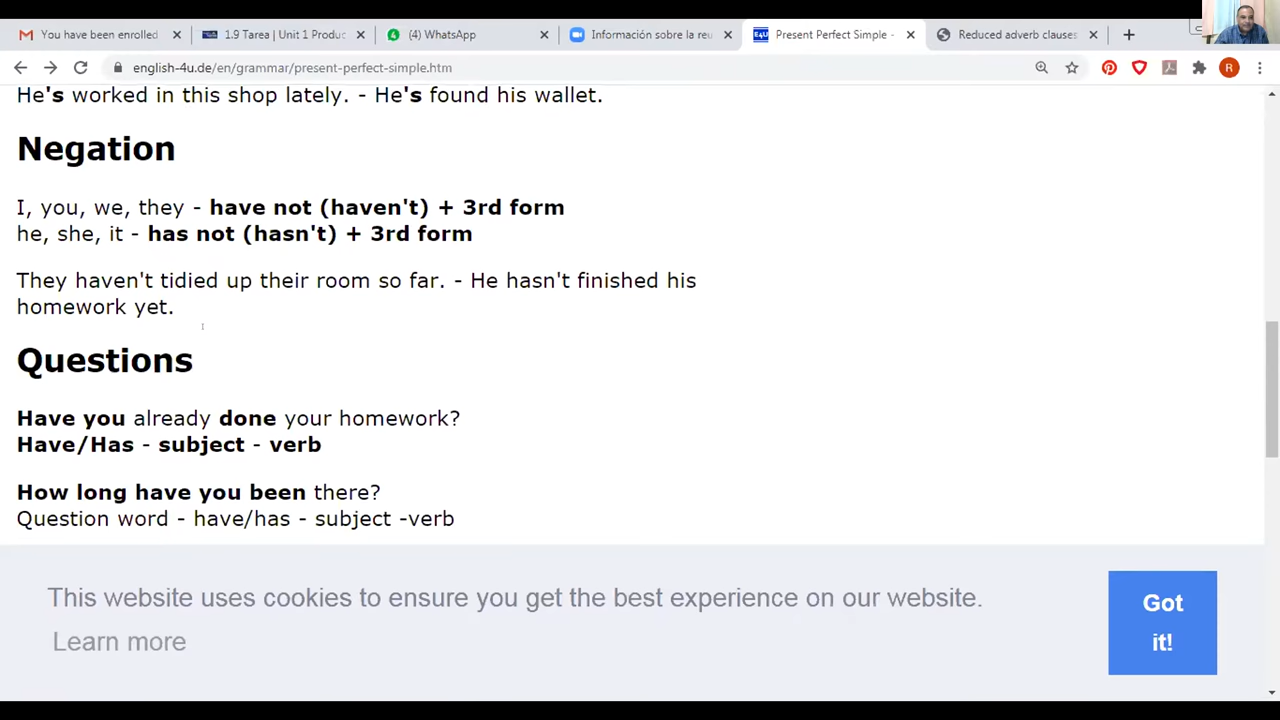 You have been enrolled
1.9 Tarea | Unit 1 Produc
(4) WhatsApp
Información sobre la reu
Present Perfect Simple -
Reduced adverb clauses
english-4u.de/en/grammar/present-perfect-simple.htm
R
He's worked in this shop lately. - He's found his wallet.
Negation
I, you, we, they - have not (haven't) + 3rd form
he, she, it - has not (hasn't) + 3rd form
They haven't tidied up their room so far. - He hasn't finished his
homework yet.
Questions
Have you already done your homework?
Have/Has - subject - verb
How long have you been there?
Question word - have/has - subject -verb
This website uses cookies to ensure you get the best experience on our website.
Learn more
Got
it!